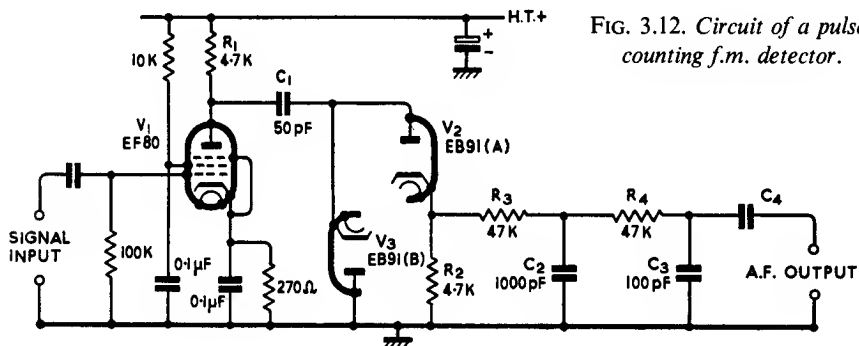 H.T.+
FIG. 3.12. Circuit of a
counting f.m. detector.
10K
R1
4·7K
C1
50pF
+
-
V1
EF80
V2
EB91(A)
SIGNAL
INPUT
100K
0·1μF
0·1μF
270Ω
V3
EB91(B)
R2
4·7K
R3
47K
C2
1000pF
R4
47K
C3
100pF
C4
A.F. OUTPUT